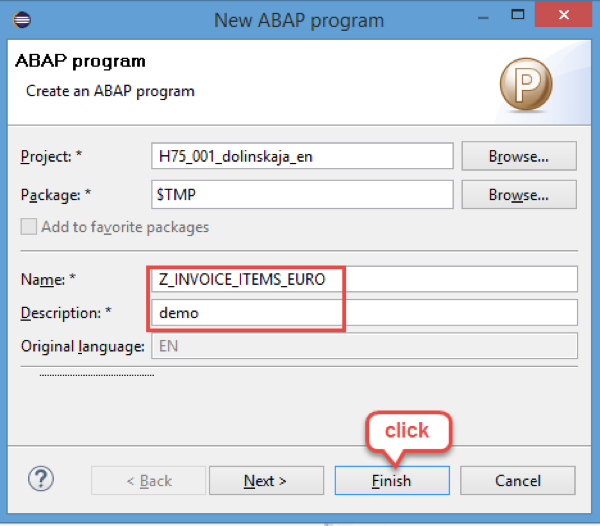 New ABAP program
ABAP program
Create an ABAP program
P
Project: * H75_001_dolinskaja_en Browse...
Package: * $TMP Browse...
Add to favorite packages
Name: * Z_INVOICE_ITEMS_EURO
Description: * demo
Original language: EN
click
? < Back Next > Finish Cancel